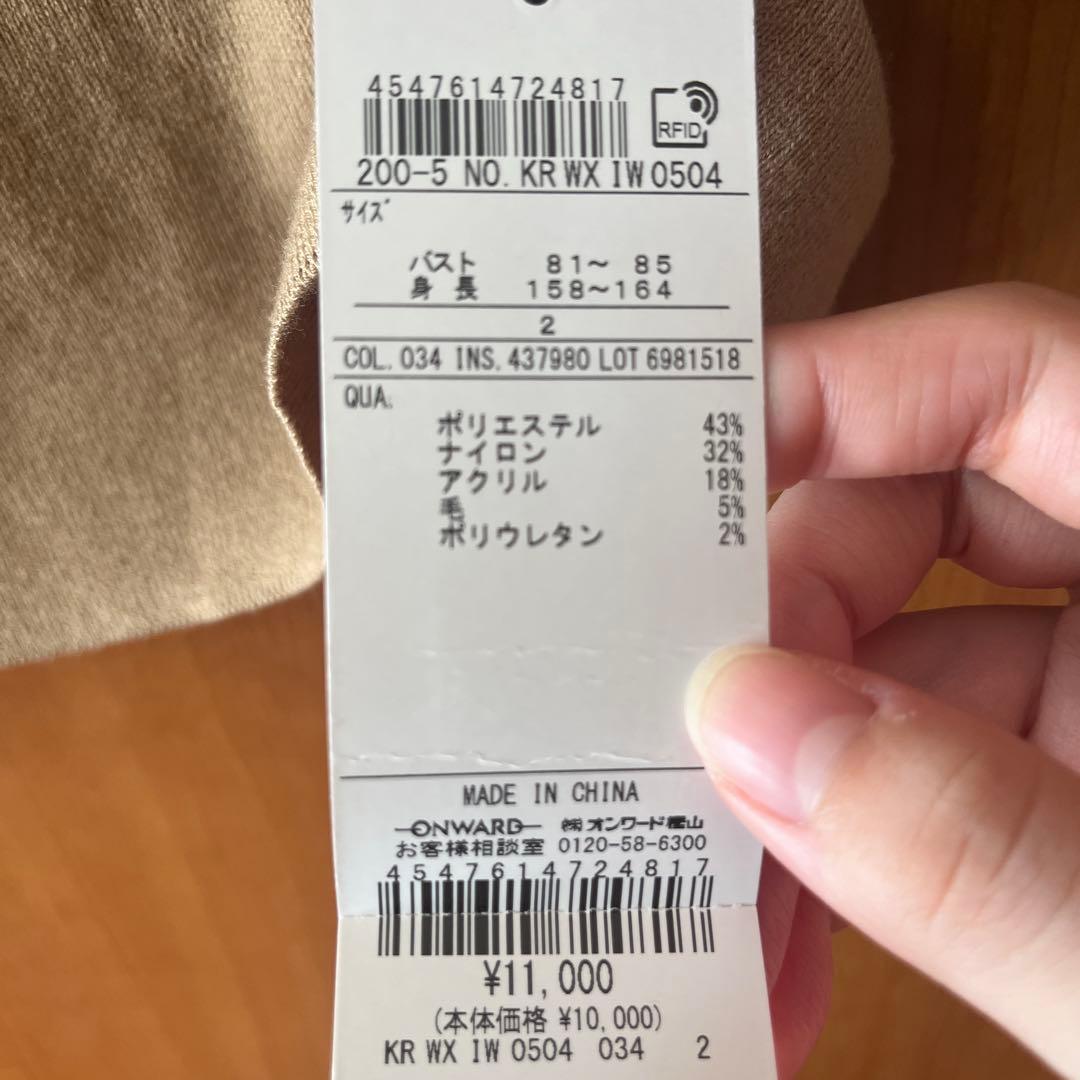 4547614724817
RFID
200-5 NO. KR WX IW 0504
サイズ
バスト 81～ 85
身長 158～164
2
COL. 034 INS. 437980 LOT 6981518
QUA.
ポリエステル 43%
ナイロン 32%
アクリル 18%
毛 5%
ポリウレタン 2%
MADE IN CHINA
ONWARD ㈱オンワード樫山
お客様相談室 0120-58-6300
4547614724817
¥11,000
(本体価格 ¥10,000)
KR WX IW 0504 034 2